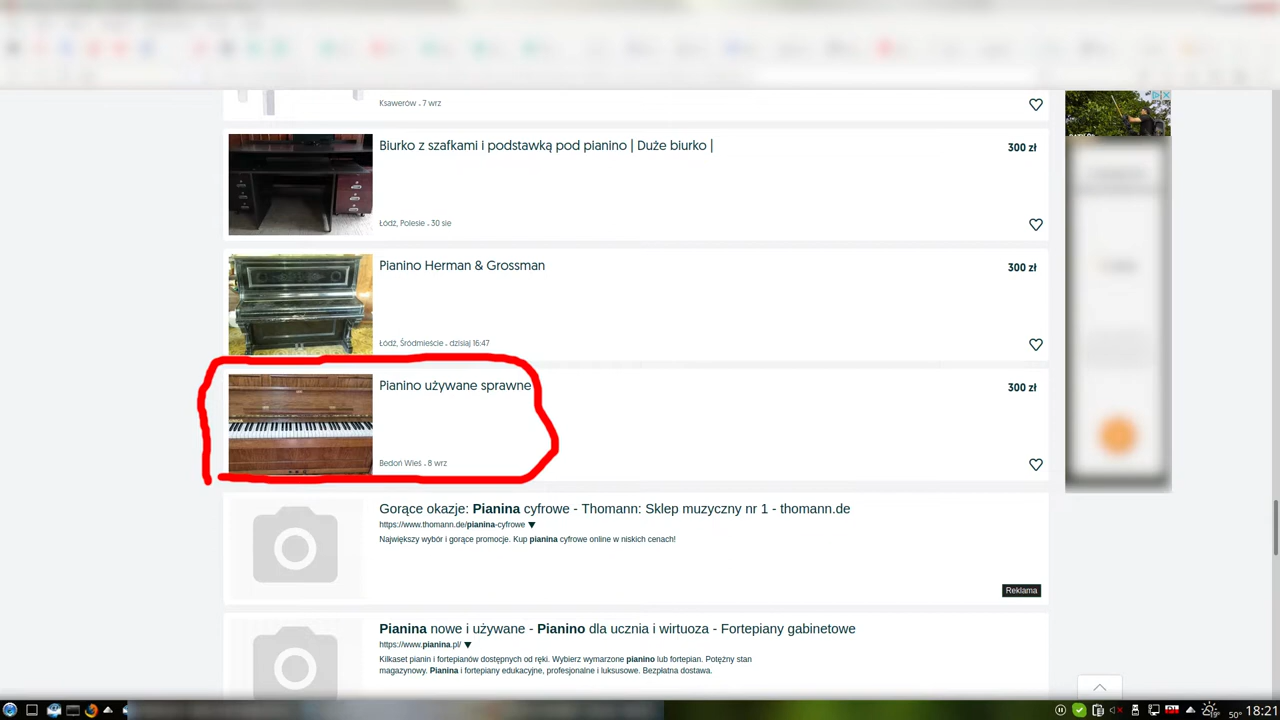 Ksawerów - 7 wrz
Biurko z szafkami i podstawką pod pianino | Duże biurko |
300 zł
Łódź, Polesie - 30 sie
Pianino Herman & Grossman
300 zł
Łódź, Śródmieście - dzisiaj 16:47
Pianino używane sprawne
300 zł
Bedoń Wieś - 8 wrz
Gorące okazje: Pianina cyfrowe - Thomann: Sklep muzyczny nr 1 - thomann.de
https://www.thomann.de/pianina-cyfrowe
Największy wybór i gorące promocje. Kup pianina cyfrowe online w niskich cenach!
Reklama
Pianina nowe i używane - Pianino dla ucznia i wirtuoza - Fortepiany gabinetowe
https://www.pianina.pl/
Kilkaset pianin i fortepianów dostępnych od ręki. Wybierz wymarzone pianino lub fortepian. Potężny stan
magazynowy. Pianina i fortepiany edukacyjne, profesjonalne i luksusowe. Bezpłatna dostawa.
19° 50° 18:21